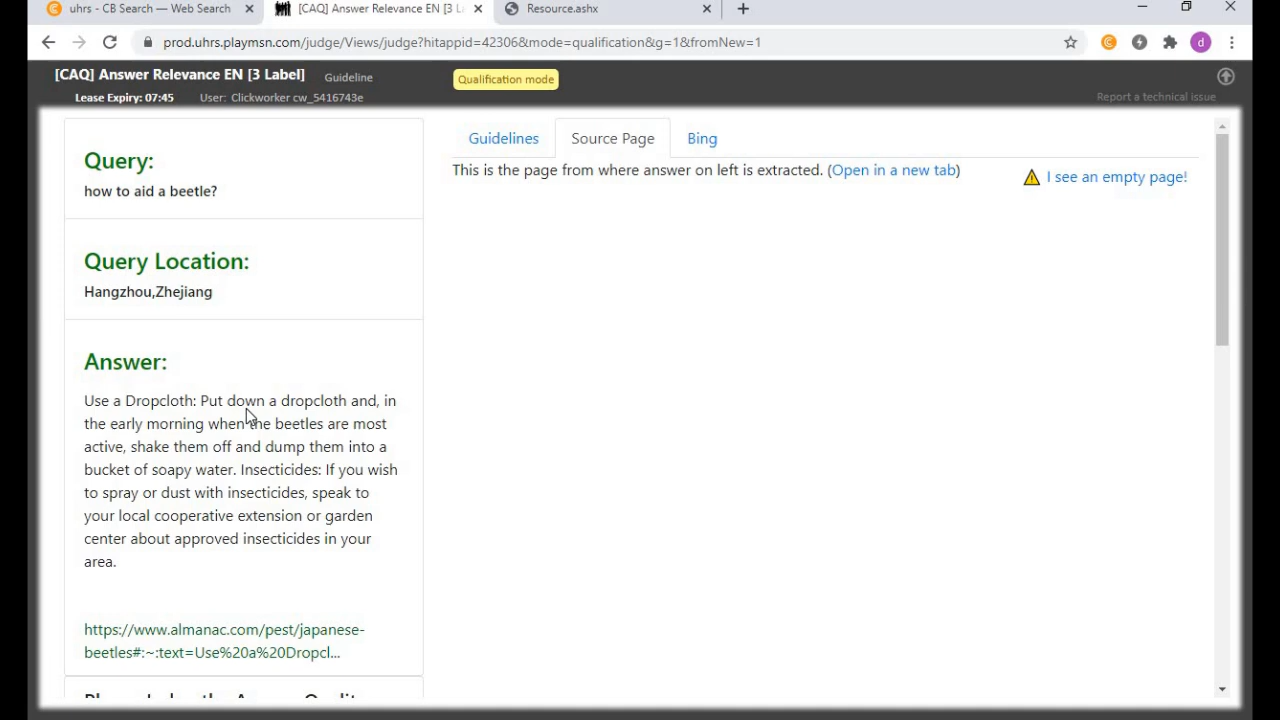 uhrs - CB Search — Web Search
[CAQ] Answer Relevance EN [3 L
Resource.ashx
prod.uhrs.playmsn.com/judge/Views/judge?hitappid=42306&mode=qualification&g=1&fromNew=1
d
[CAQ] Answer Relevance EN [3 Label]
Guideline
Qualification mode
Lease Expiry: 07:45
User: Clickworker cw_5416743e
Report a technical issue
Query:
how to aid a beetle?
Query Location:
Hangzhou,Zhejiang
Answer:
Use a Dropcloth: Put down a dropcloth and, in
the early morning when the beetles are most
active, shake them off and dump them into a
bucket of soapy water. Insecticides: If you wish
to spray or dust with insecticides, speak to
your local cooperative extension or garden
center about approved insecticides in your
area.
https://www.almanac.com/pest/japanese-
beetles#:~:text=Use%20a%20Dropcl...
Guidelines
Source Page
Bing
This is the page from where answer on left is extracted. (Open in a new tab)
I see an empty page!